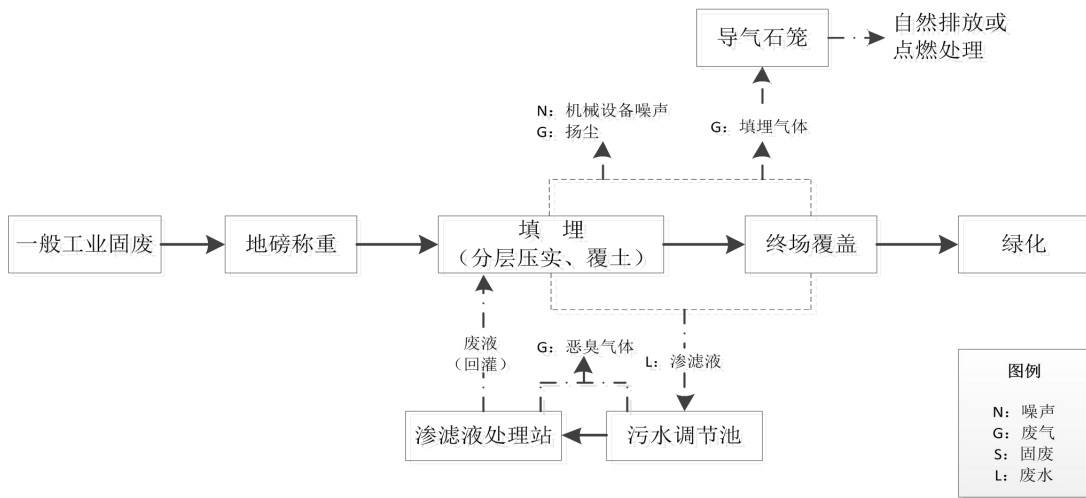 导气石笼
自然排放或
点燃处理
N：机械设备噪声
G：扬尘
G：填埋气体
一般工业固废
地磅称重
填 埋
（分层压实、覆土）
终场覆盖
绿化
废液
（回灌）
G：恶臭气体
L：渗滤液
渗滤液处理站
污水调节池
图例
N：噪声
G：废气
S：固废
L：废水